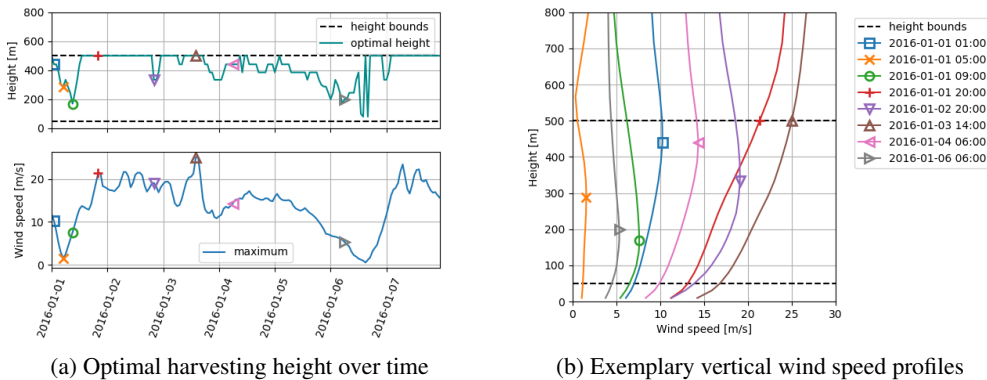 800
600
400
200
0
Height [m]
height bounds
optimal height
20
10
0
Wind speed [m/s]
maximum
2016-01-01
2016-01-02
2016-01-03
2016-01-04
2016-01-05
2016-01-06
2016-01-07
(a) Optimal harvesting height over time
800
700
600
500
400
300
200
100
0
Height [m]
0 5 10 15 20 25 30
Wind speed [m/s]
height bounds
2016-01-01 01:00
2016-01-01 05:00
2016-01-01 09:00
2016-01-01 20:00
2016-01-02 20:00
2016-01-03 14:00
2016-01-04 06:00
2016-01-06 06:00
(b) Exemplary vertical wind speed profiles